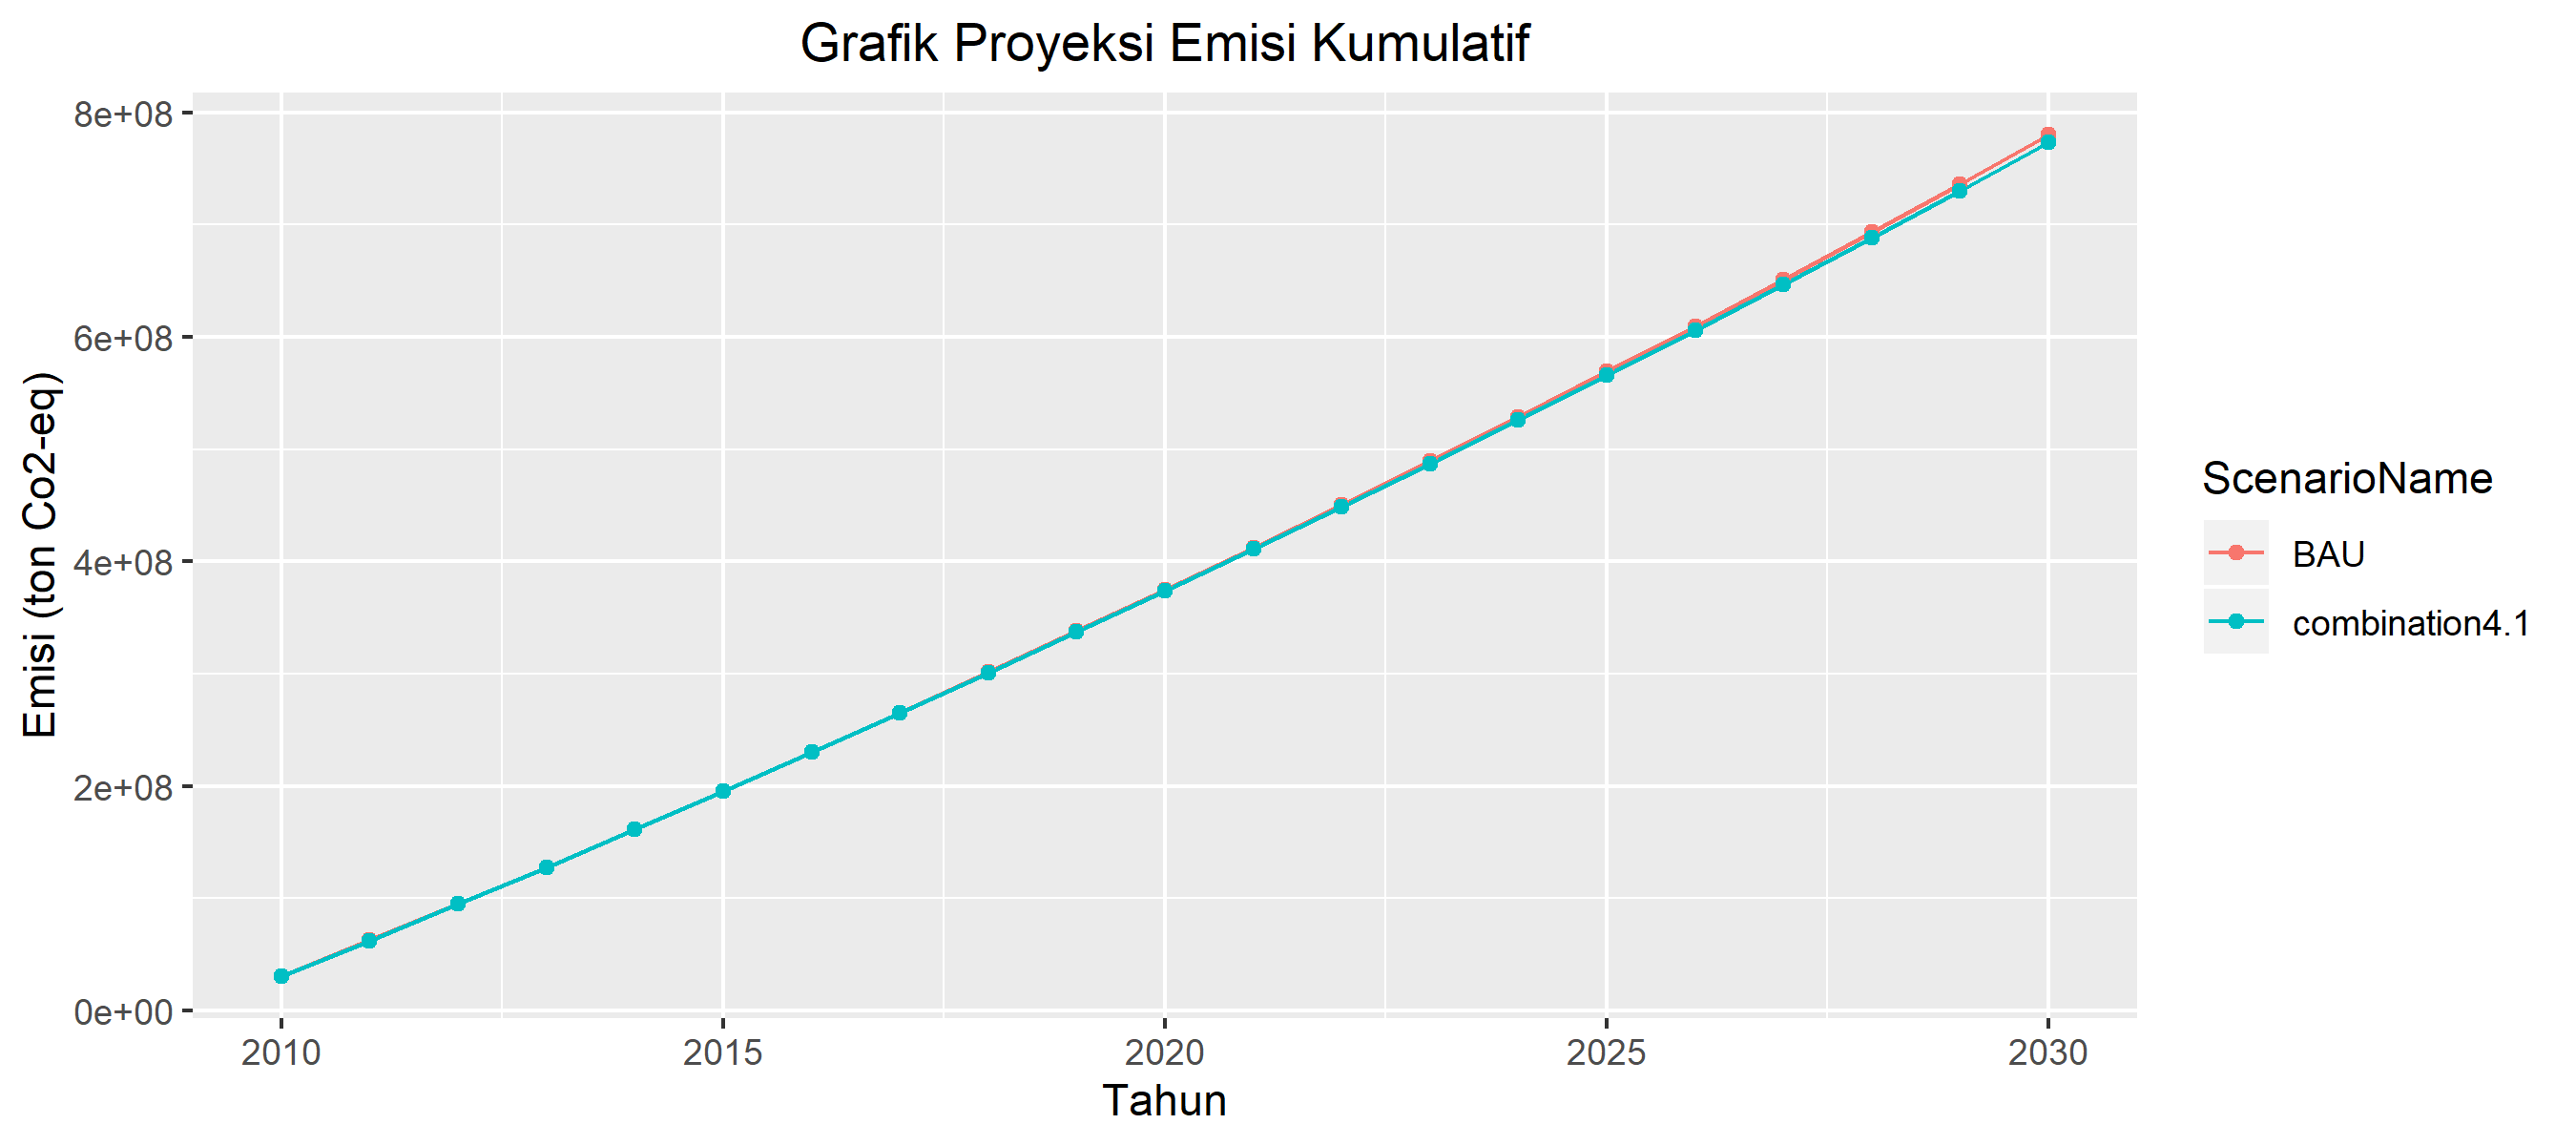 Grafik Proyeksi Emisi Kumulatif
Emisi (ton Co2-eq)
8e+08
6e+08
4e+08
2e+08
0e+00
2010 2015 2020 2025 2030
Tahun
ScenarioName
BAU
combination4.1